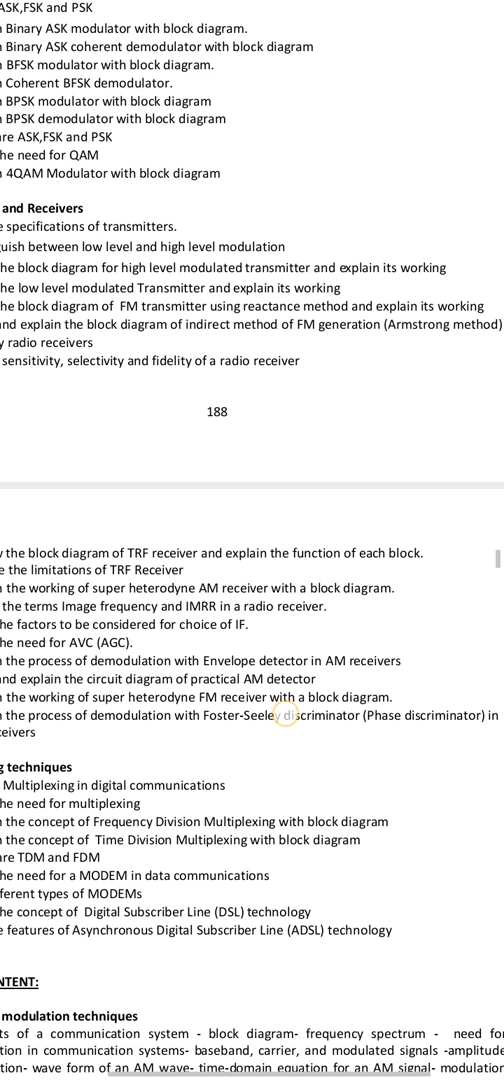 ASK,FSK and PSK
n Binary ASK modulator with block diagram.
n Binary ASK coherent demodulator with block diagram
n BFSK modulator with block diagram.
n Coherent BFSK demodulator.
n BPSK modulator with block diagram
n BPSK demodulator with block diagram
are ASK,FSK and PSK
he need for QAM
n 4QAM Modulator with block diagram
and Receivers
e specifications of transmitters.
uish between low level and high level modulation
he block diagram for high level modulated transmitter and explain its working
he low level modulated Transmitter and explain its working
he block diagram of FM transmitter using reactance method and explain its working
and explain the block diagram of indirect method of FM generation (Armstrong method)
y radio receivers
sensitivity, selectivity and fidelity of a radio receiver
188
w the block diagram of TRF receiver and explain the function of each block.
e the limitations of TRF Receiver
n the working of super heterodyne AM receiver with a block diagram.
the terms Image frequency and IMRR in a radio receiver.
he factors to be considered for choice of IF.
he need for AVC (AGC).
n the process of demodulation with Envelope detector in AM receivers
and explain the circuit diagram of practical AM detector
n the working of super heterodyne FM receiver with a block diagram.
n the process of demodulation with Foster-Seeley discriminator (Phase discriminator) in
ceivers
g techniques
Multiplexing in digital communications
he need for multiplexing
n the concept of Frequency Division Multiplexing with block diagram
n the concept of Time Division Multiplexing with block diagram
are TDM and FDM
he need for a MODEM in data communications
fferent types of MODEMs
he concept of Digital Subscriber Line (DSL) technology
e features of Asynchronous Digital Subscriber Line (ADSL) technology
NTENT:
modulation techniques
ts of a communication system - block diagram- frequency spectrum - need for
tion in communication systems- baseband, carrier, and modulated signals -amplitude
tion- wave form of an AM wave- time-domain equation for an AM signal- modulation